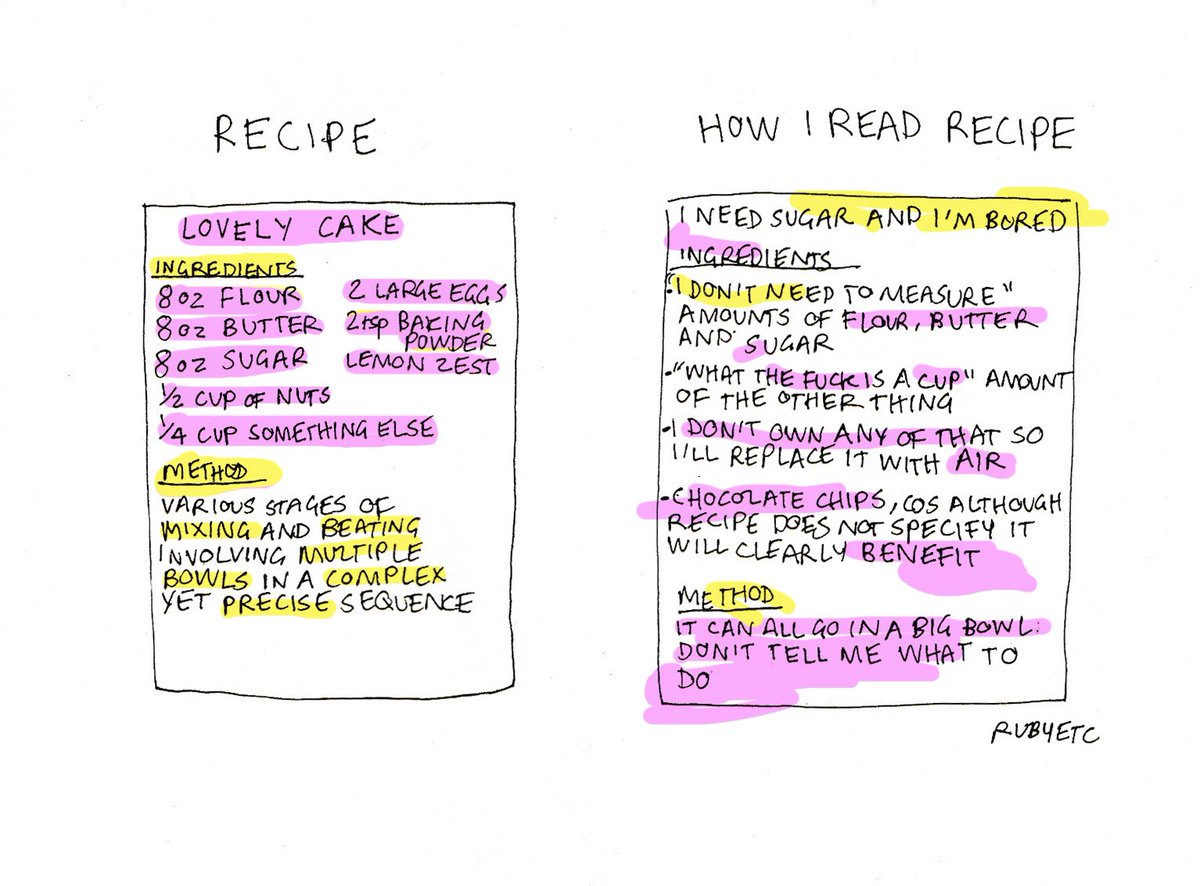 RECIPE
LOVELY CAKE
INGREDIENTS
8oz FLOUR
8oz BUTTER
8oz SUGAR
1/2 CUP OF NUTS
1/4 CUP SOMETHING ELSE
2 LARGE EGGS
2tsp BAKING
POWDER
LEMON ZEST
METHOD
VARIOUS STAGES OF
MIXING AND BEATING
INVOLVING MULTIPLE
BOWLS IN A COMPLEX
YET PRECISE SEQUENCE
HOW I READ RECIPE
I NEED SUGAR AND I'M BORED
INGREDIENTS
•"I DON'T NEED TO MEASURE"
AMOUNTS OF FLOUR, BUTTER
AND SUGAR
•"WHAT THE FUCK IS A CUP" AMOUNT
OF THE OTHER THING
•I DON'T OWN ANY OF THAT SO
I'LL REPLACE IT WITH AIR
•CHOCOLATE CHIPS, COS ALTHOUGH
RECIPE DOES NOT SPECIFY IT
WILL CLEARLY BENEFIT
METHOD
IT CAN ALL GO IN A BIG BOWL.
DON'T TELL ME WHAT TO
DO
RUBYETC